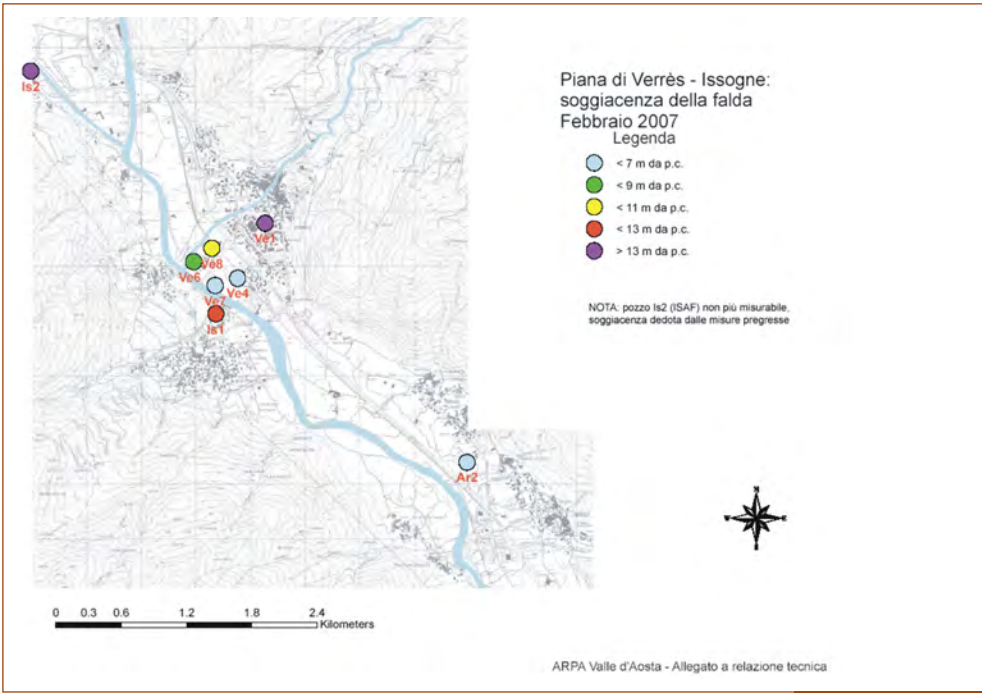 Piana di Verrès - Issogne:
soggiacenza della falda
Febbraio 2007
Legenda
< 7 m da p.c.
< 9 m da p.c.
< 11 m da p.c.
< 13 m da p.c.
> 13 m da p.c.
NOTA: pozzo Is2 (ISAF) non più misurabile,
soggiacenza dedota dalle misure pregresse
Is2
Ve1
Ve8
Ve6
Ve4
Ve7
Is1
Ar2
N
0 0.3 0.6 1.2 1.8 2.4
Kilometers
ARPA Valle d'Aosta - Allegato a relazione tecnica